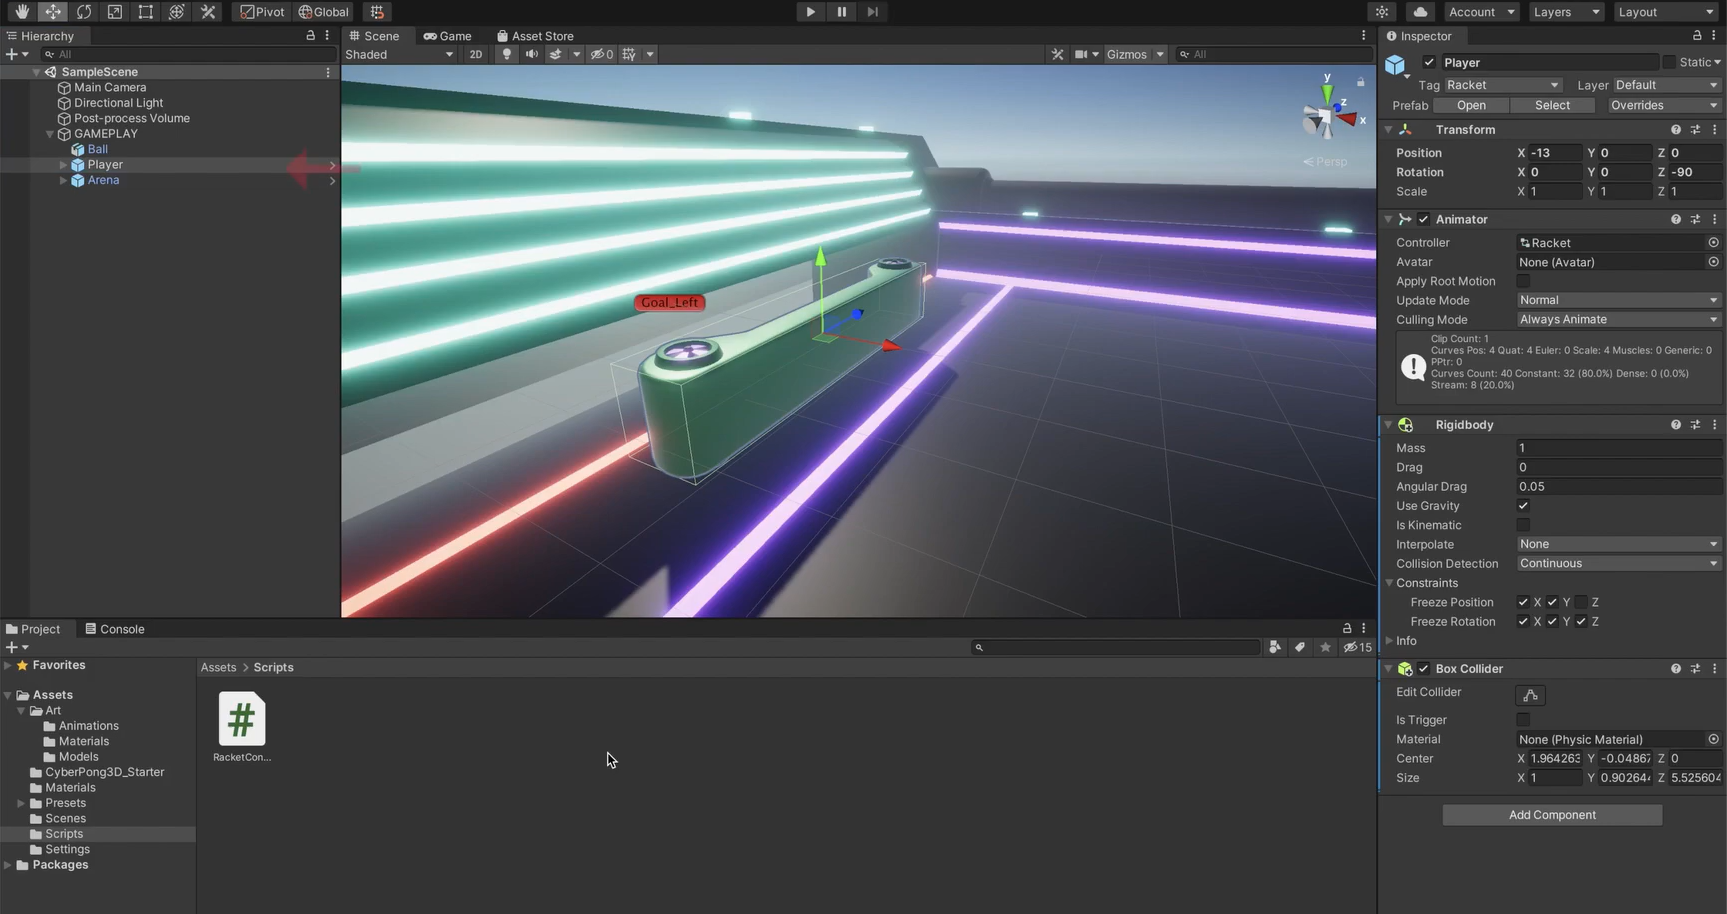 Pivot Global Account Layers Layout
Hierarchy
All
SampleScene
Main Camera
Directional Light
Post-process Volume
GAMEPLAY
Ball
Player
Arena
Scene Game Asset Store
Shaded 2D 0 Gizmos All
y
z
x
Persp
Goal_Left
Project Console
15
Favorites
Assets
Art
Animations
Materials
Models
CyberPong3D_Starter
Materials
Presets
Scenes
Scripts
Settings
Packages
Assets > Scripts
#
RacketCon...
Inspector
Player Static
Tag Racket Layer Default
Prefab Open Select Overrides
Transform
Position X -13 Y 0 Z 0
Rotation X 0 Y 0 Z -90
Scale X 1 Y 1 Z 1
Animator
Controller Racket
Avatar None (Avatar)
Apply Root Motion
Update Mode Normal
Culling Mode Always Animate
Clip Count: 1
Curves Pos: 4 Quat: 4 Euler: 0 Scale: 4 Muscles: 0 Generic: 0
PPtr: 0
Curves Count: 40 Constant: 32 (80.0%) Dense: 0 (0.0%)
Stream: 8 (20.0%)
Rigidbody
Mass 1
Drag 0
Angular Drag 0.05
Use Gravity
Is Kinematic
Interpolate None
Collision Detection Continuous
Constraints
Freeze Position X Y Z
Freeze Rotation X Y Z
Info
Box Collider
Edit Collider
Is Trigger
Material None (Physic Material)
Center X 1.964263 Y -0.04867 Z 0
Size X 1 Y 0.90264 Z 5.525604
Add Component